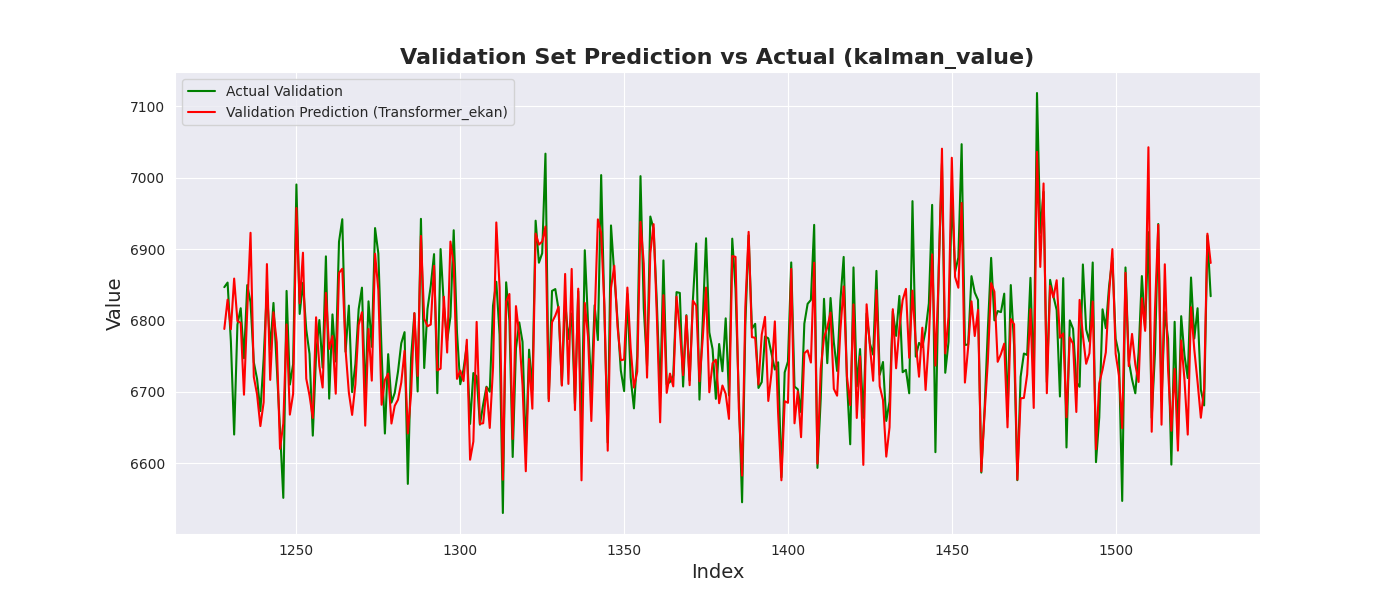 Validation Set Prediction vs Actual (kalman_value)
Actual Validation
Validation Prediction (Transformer_ekan)
Value
7100
7000
6900
6800
6700
6600
1250 1300 1350 1400 1450 1500
Index